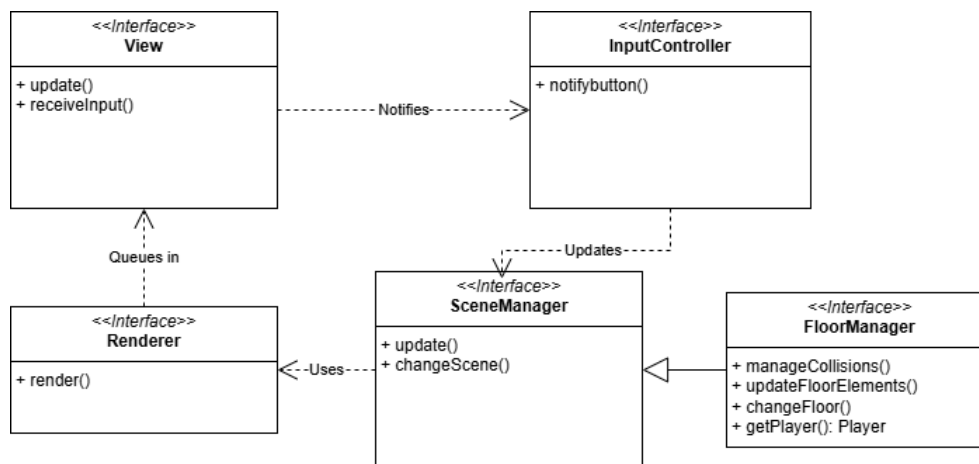 <<Interface>>
View
+ update()
+ receiveInput()
<<Interface>>
InputController
+ notifybutton()
Notifies
Queues in
Updates
<<Interface>>
Renderer
+ render()
Uses
<<Interface>>
SceneManager
+ update()
+ changeScene()
<<Interface>>
FloorManager
+ manageCollisions()
+ updateFloorElements()
+ changeFloor()
+ getPlayer(): Player